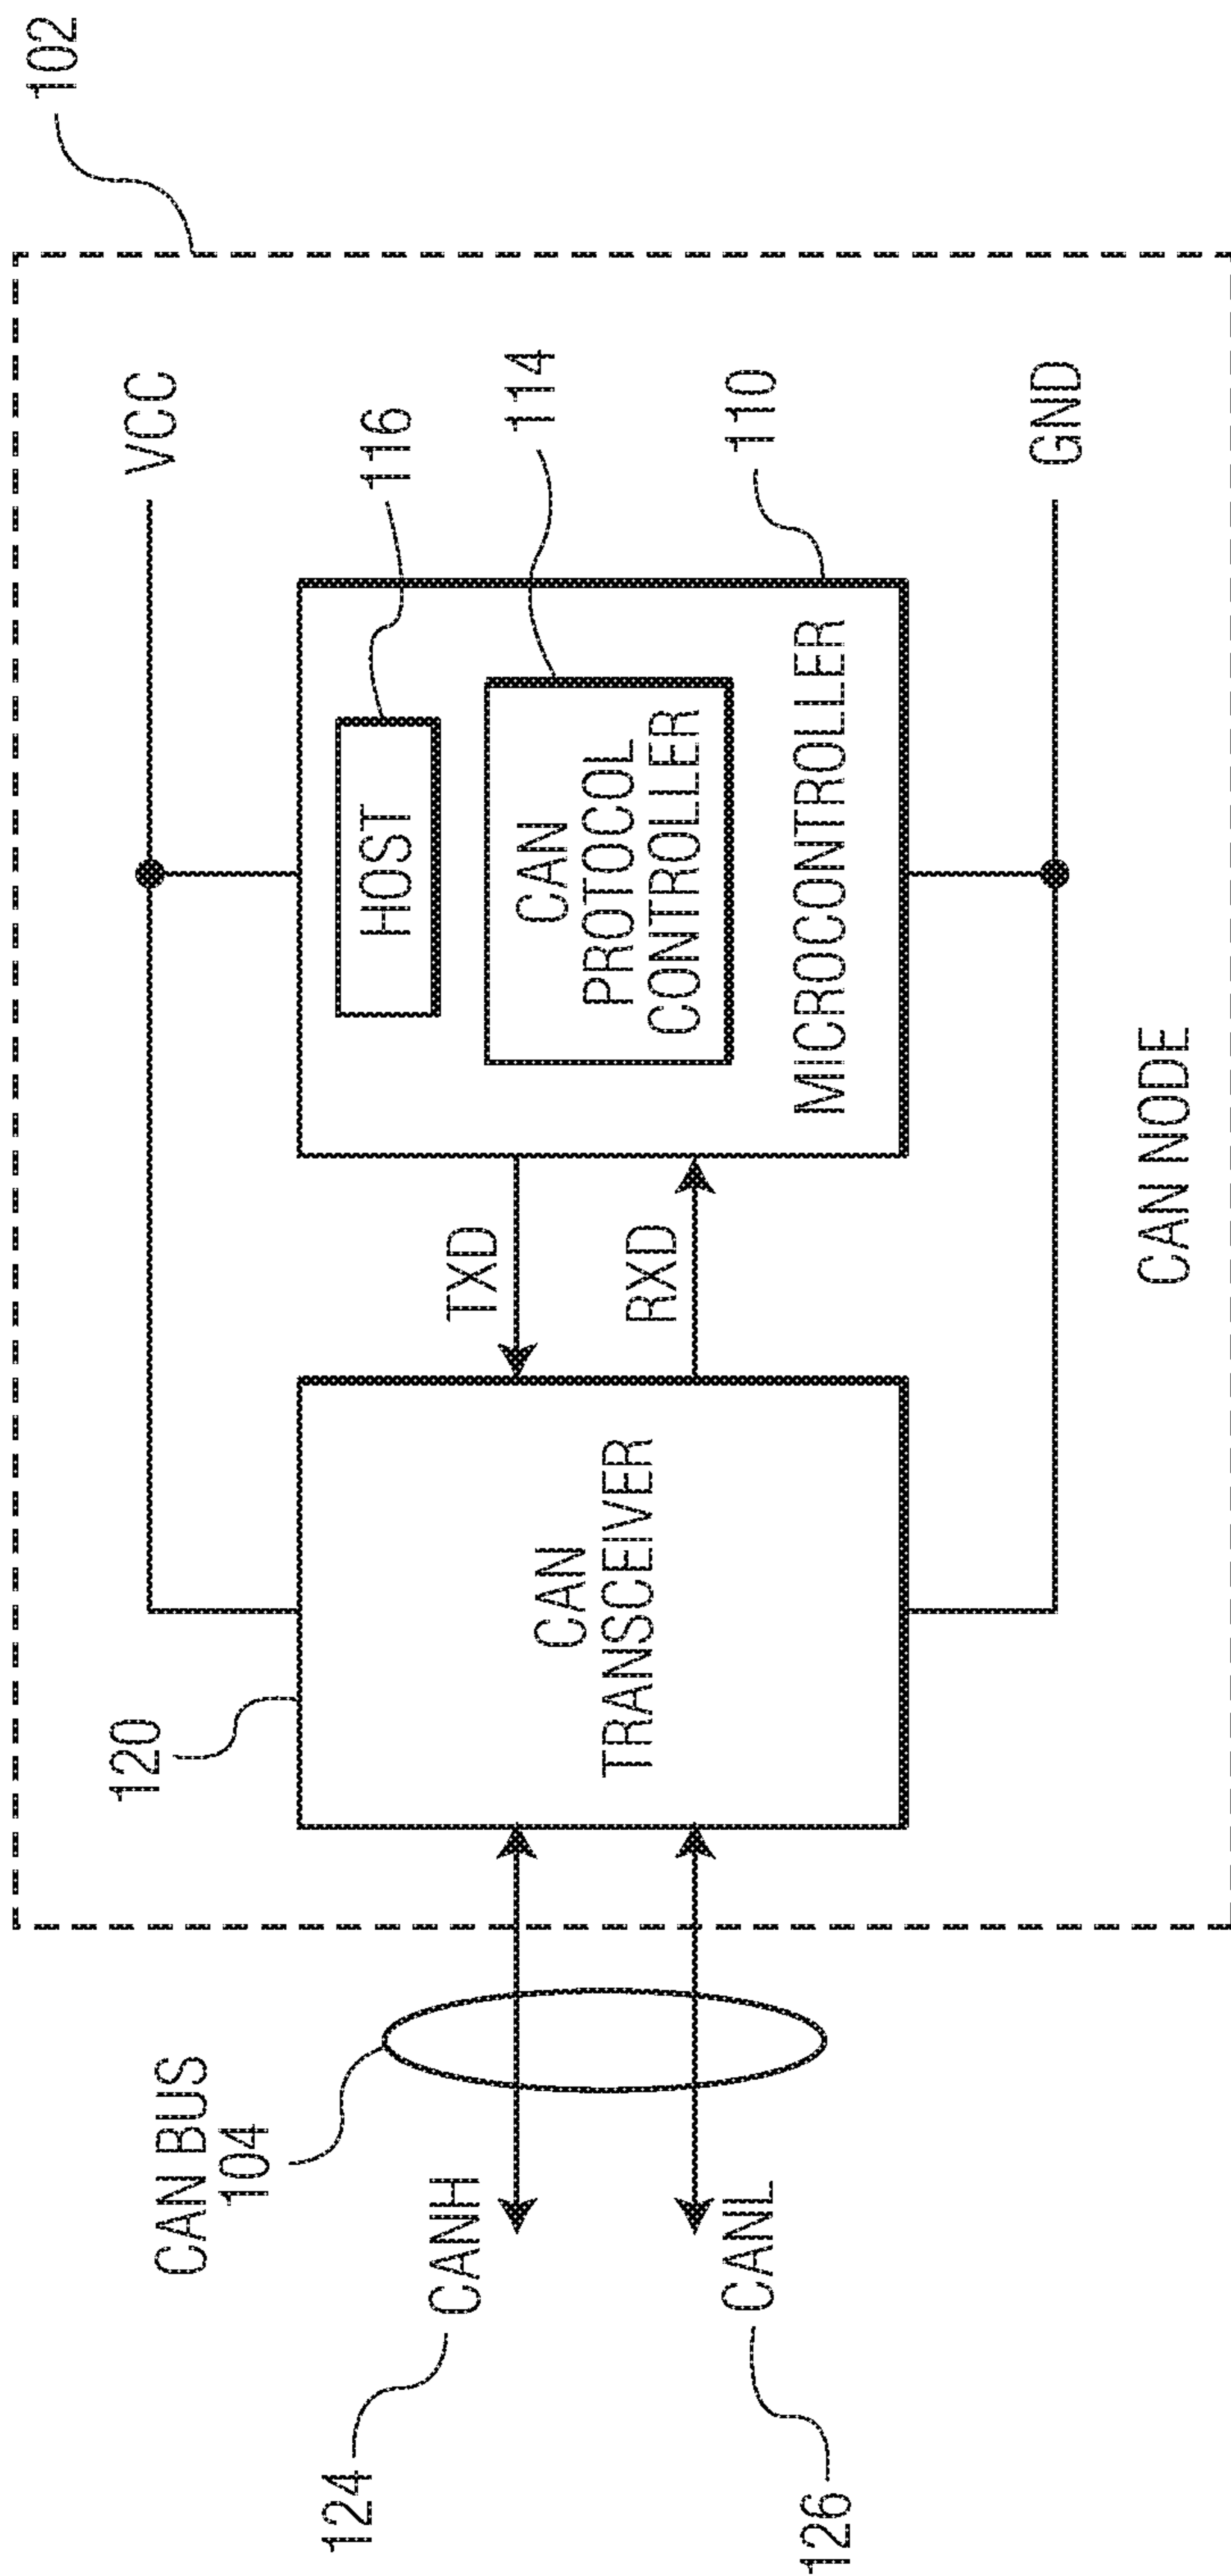 102
VCC
116
HOST
114
CAN
PROTOCOL
CONTROLLER
110
MICROCONTROLLER
GND
TXD
RXD
120
CAN
TRANSCEIVER
CAN NODE
CAN BUS
104
CANH
124
CANL
126